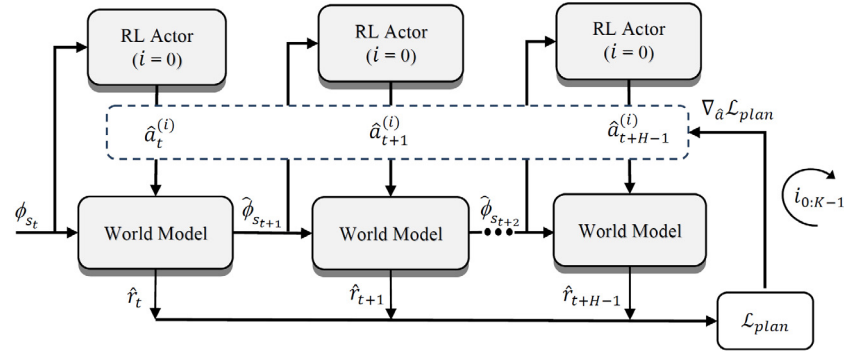 RL Actor
(i = 0)
RL Actor
(i = 0)
RL Actor
(i = 0)
∇_â ℒ_plan
â_t^(i)
â_{t+1}^(i)
â_{t+H−1}^(i)
i_{0:K−1}
ϕ_{s_t}
World Model
ϕ̂_{s_{t+1}}
World Model
ϕ̂_{s_{t+2}}
World Model
r̂_t
r̂_{t+1}
r̂_{t+H−1}
ℒ_plan